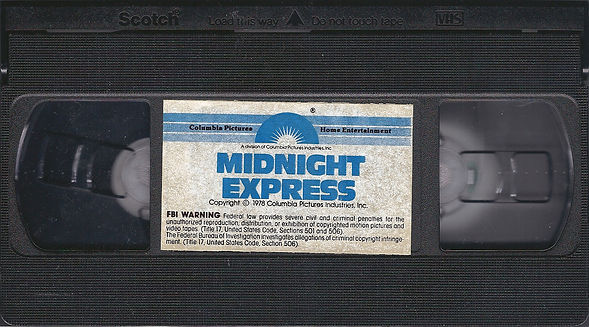 Scotch Load this way ▲ Do not touch tape VHS
®
Columbia Pictures Home Entertainment
A division of Columbia Pictures Industries, Inc.
MIDNIGHT
EXPRESS
Copyright © 1978 Columbia Pictures Industries, Inc.
FBI WARNING Federal law provides severe civil and criminal penalties for the
unauthorized reproduction, distribution, or exhibition of copyrighted motion pictures and
video tapes. (Title 17, United States Code, Sections 501 and 506).
The Federal Bureau of Investigation investigates allegations of criminal copyright infringe-
ment. (Title 17, United States Code, Section 506).